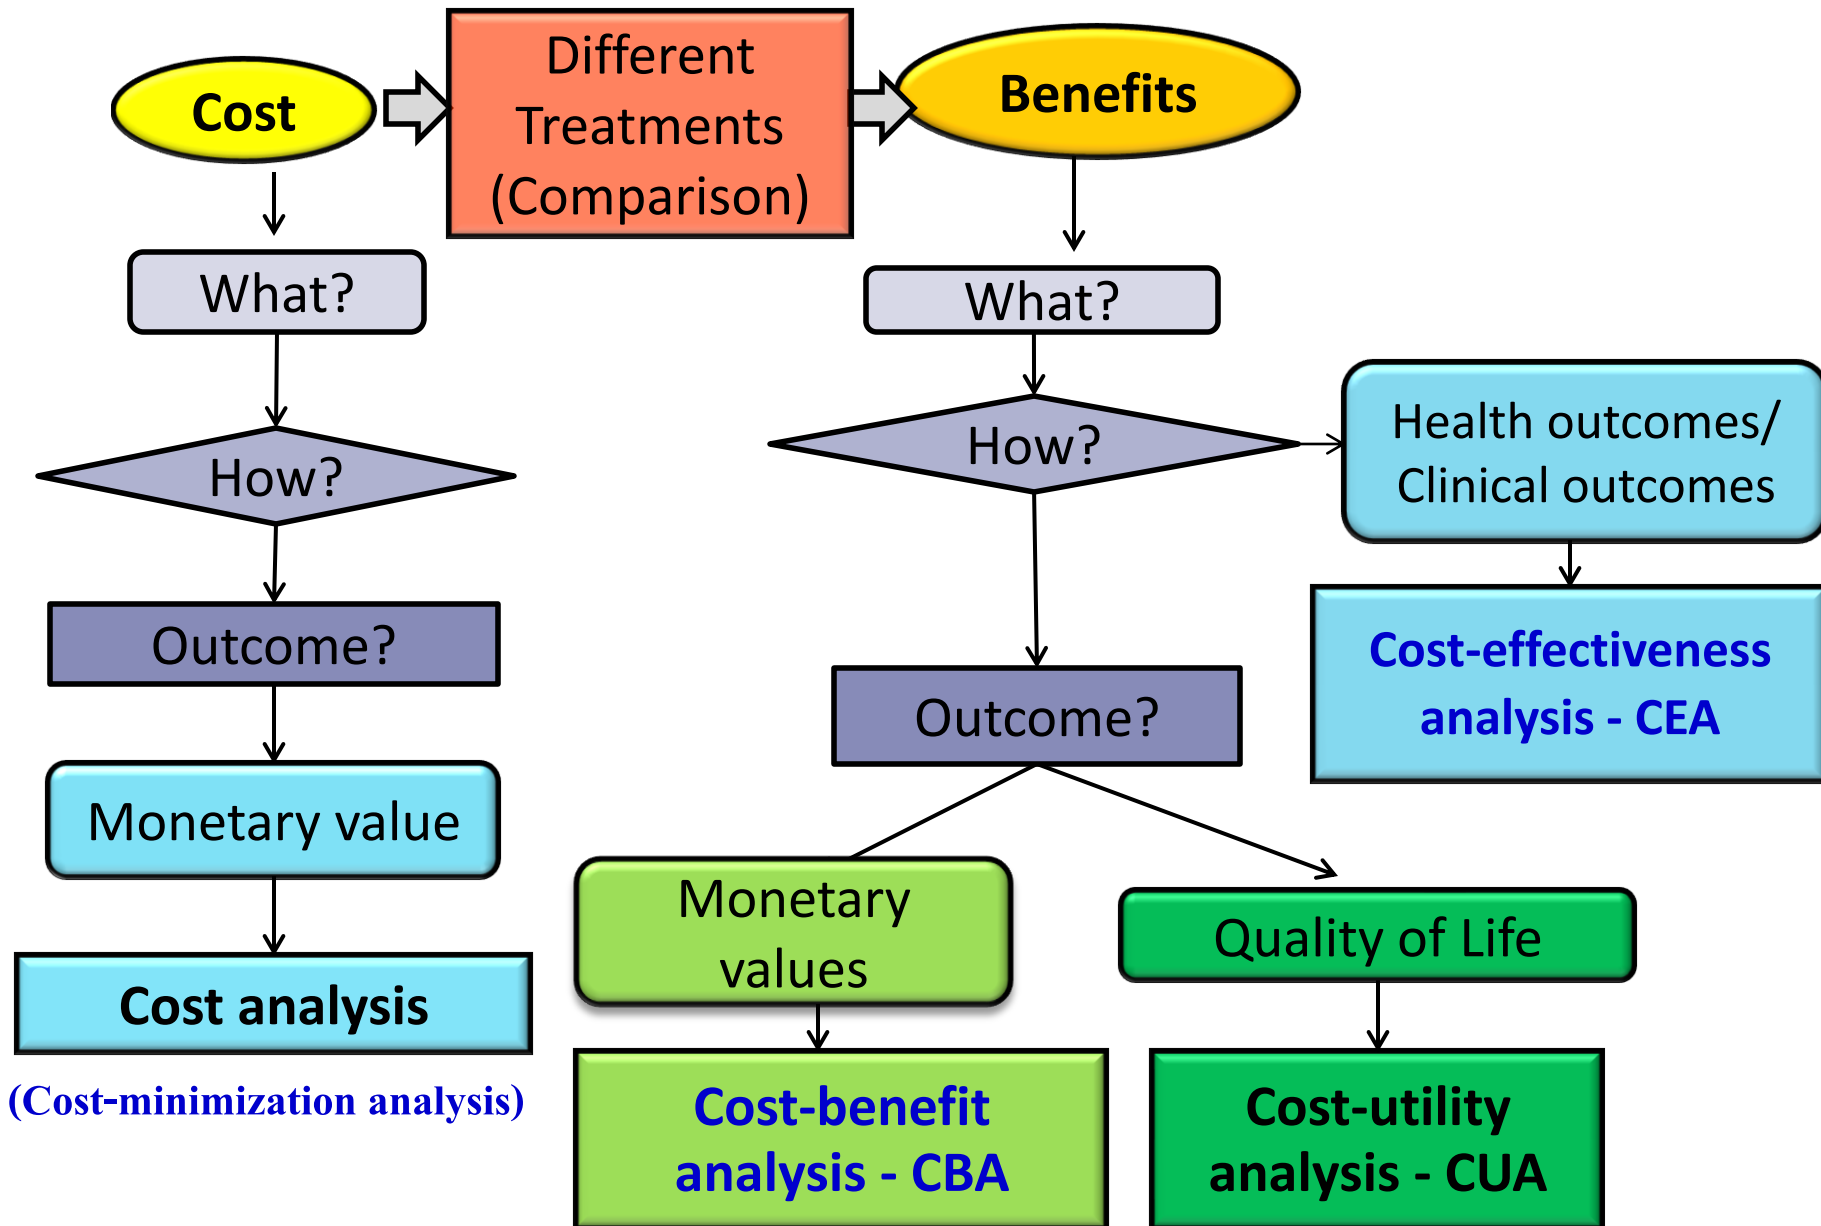 Cost
Different
Treatments
(Comparison)
Benefits
What?
How?
Outcome?
Monetary value
Cost analysis
(Cost-minimization analysis)
What?
How?
Health outcomes/
Clinical outcomes
Cost-effectiveness
analysis - CEA
Outcome?
Monetary
values
Cost-benefit
analysis - CBA
Quality of Life
Cost-utility
analysis - CUA